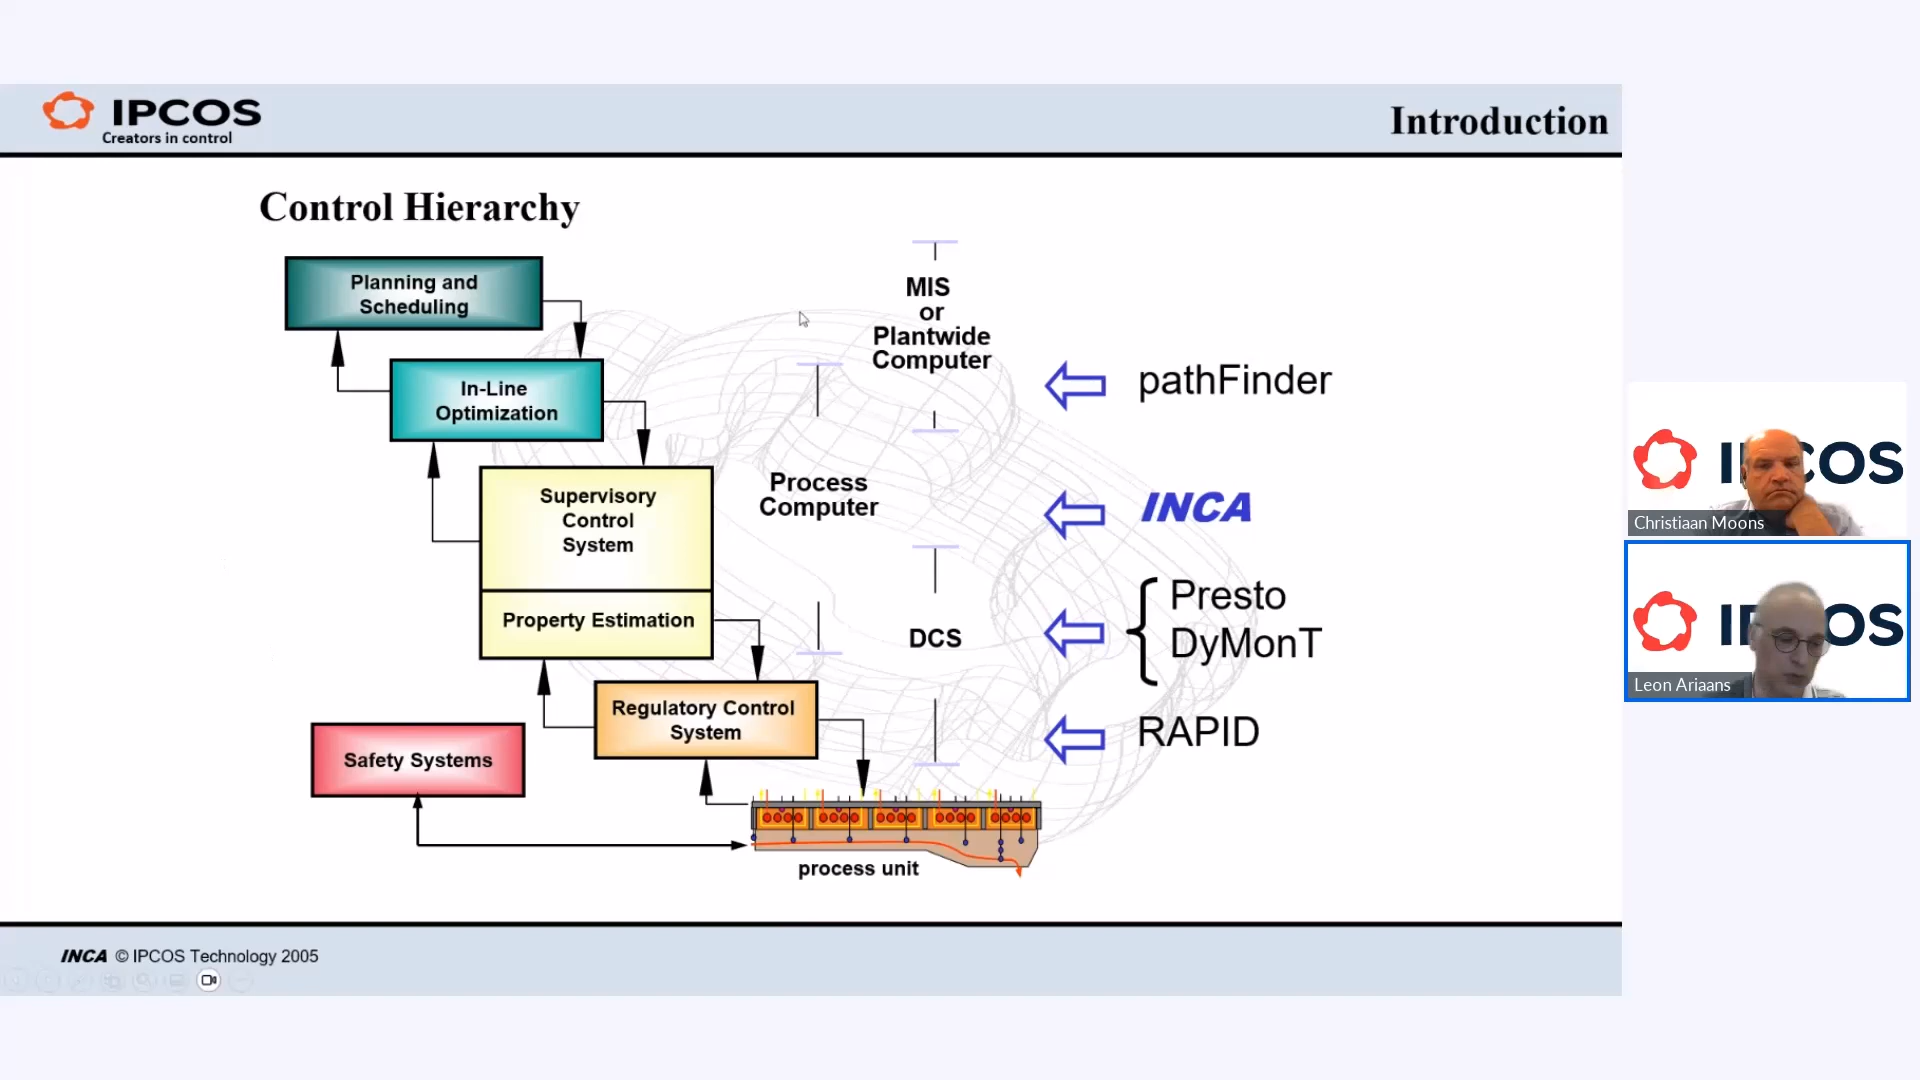 IPCOS
Creators in control
Introduction
Control Hierarchy
Planning and
Scheduling
In-Line
Optimization
Supervisory
Control
System
Property Estimation
Regulatory Control
System
Safety Systems
process unit
MIS
or
Plantwide
Computer
Process
Computer
DCS
pathFinder
INCA
Presto
DyMonT
RAPID
INCA © IPCOS Technology 2005
IPCOS
Christiaan Moons
IPCOS
Leon Ariaans